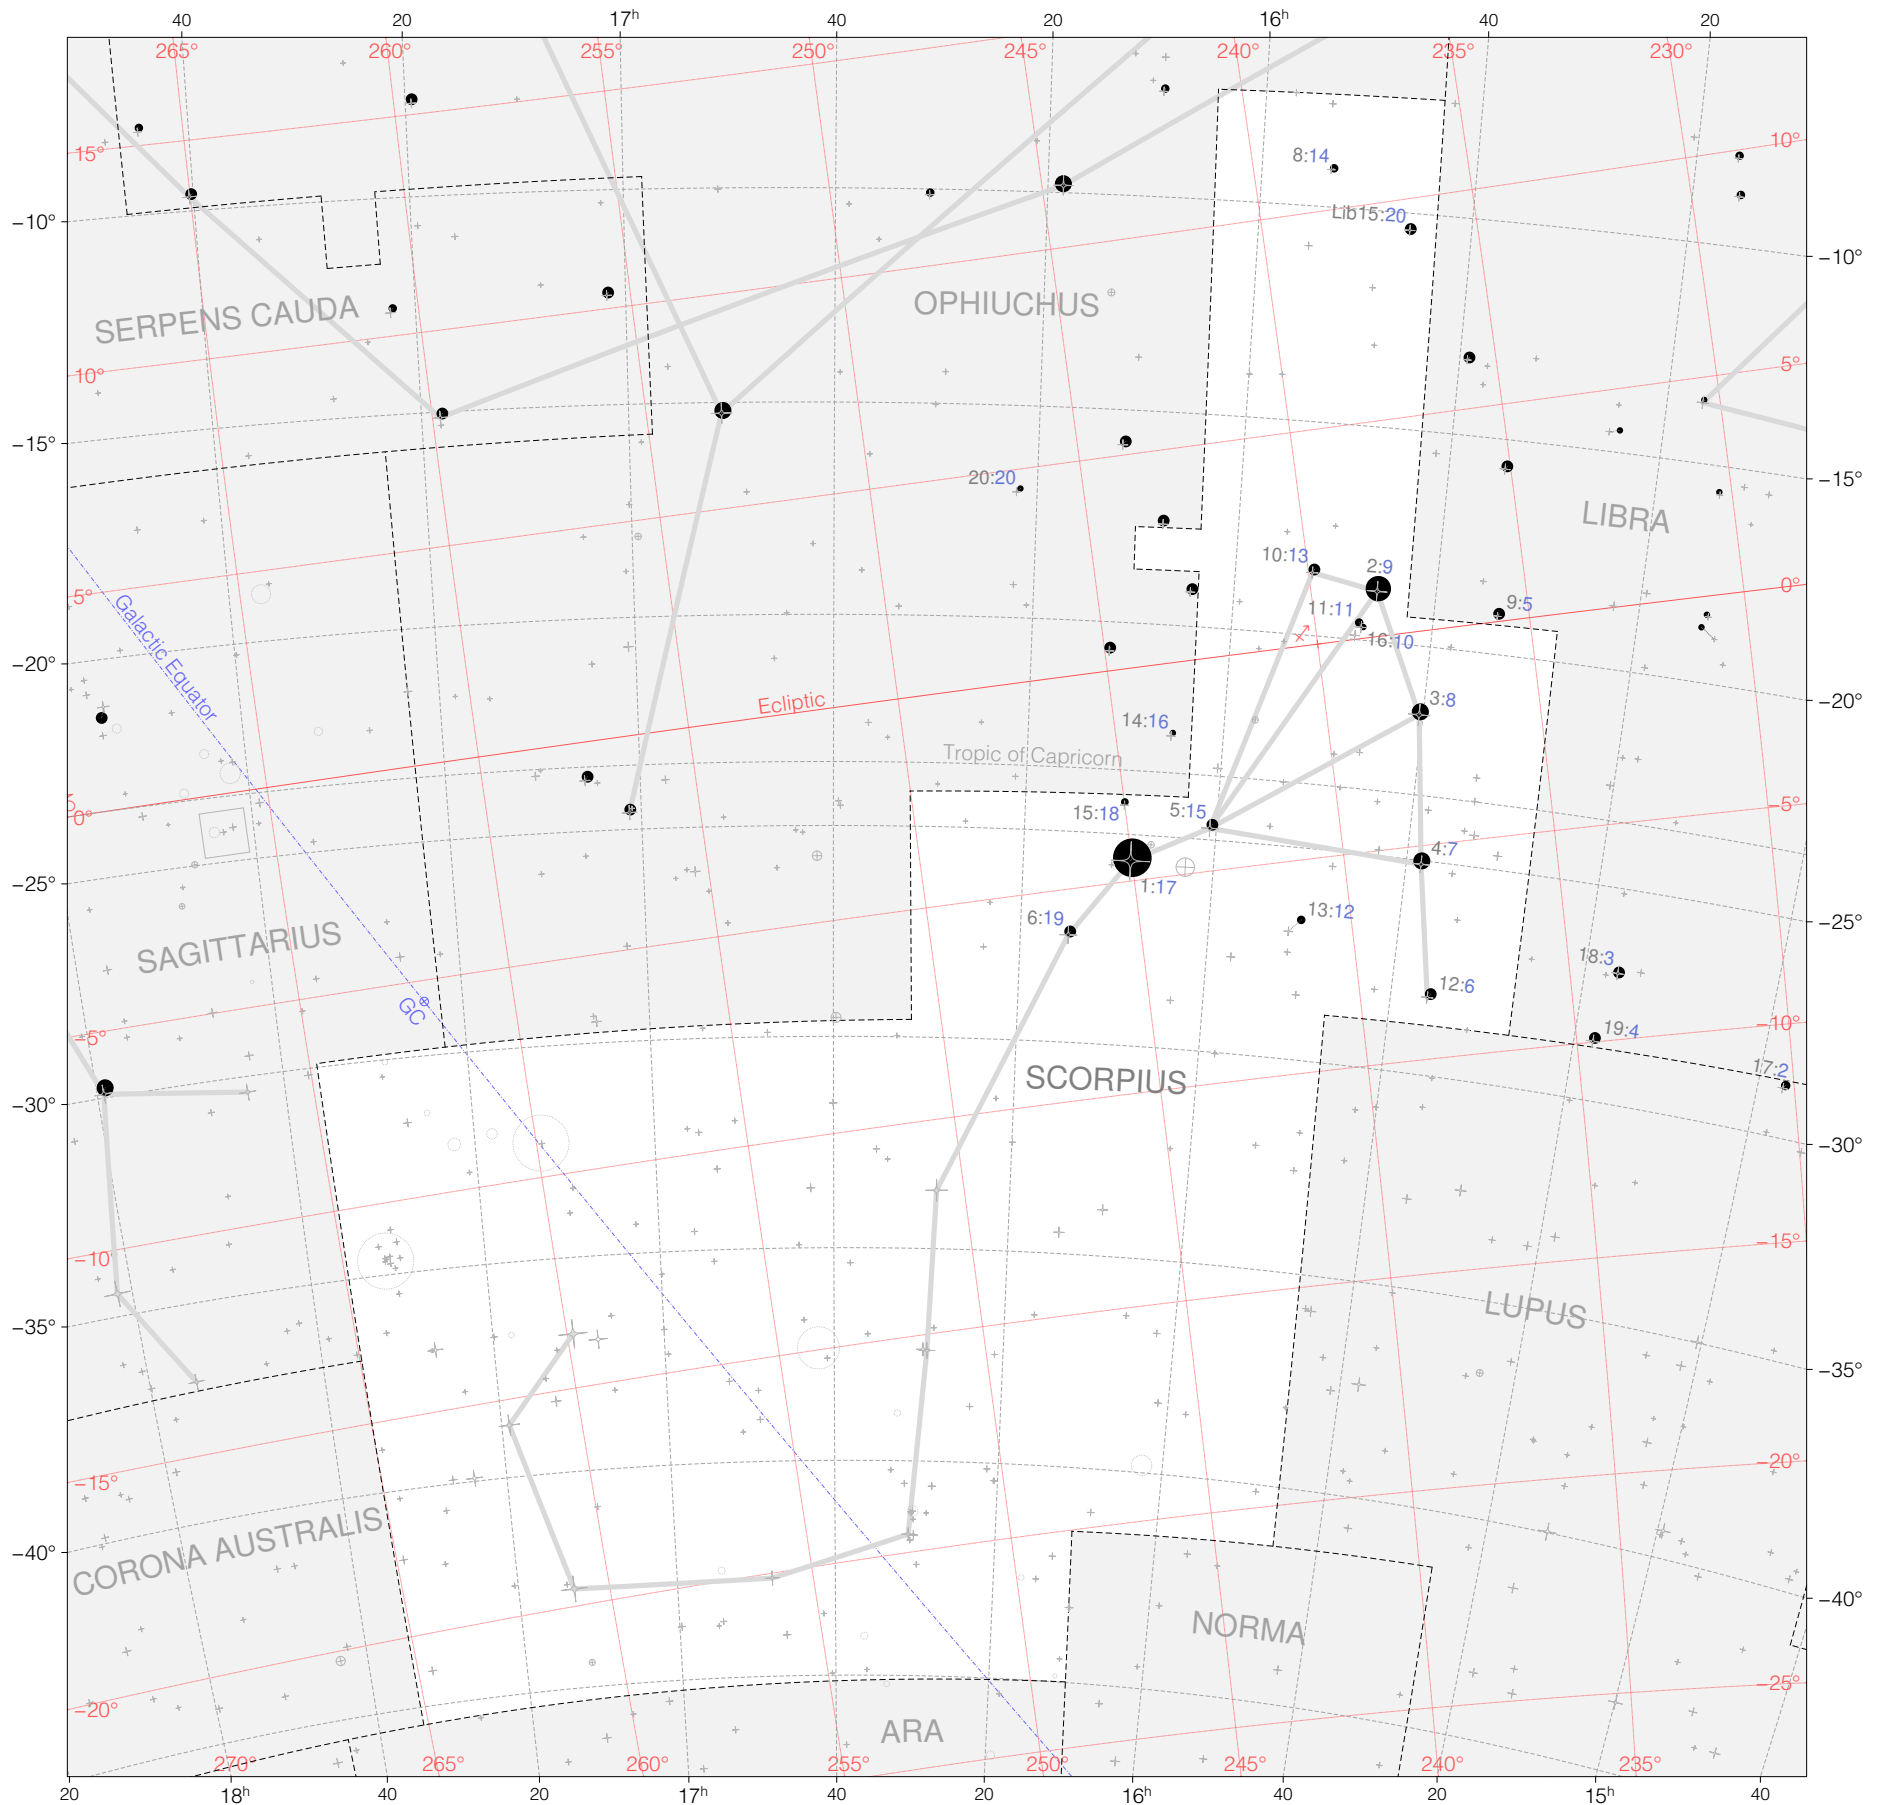 40 20 17h 20 16h 40 20
265° 260° 255° 250° 245° 240° 235° 230°
15° 10°
8:14
Lib15:20
−10° −10°
SERPENS CAUDA OPHIUCHUS
10° 5°
−15° −15°
20:20
LIBRA
10:13 2:9
5° 0°
Galactic Equator
11:11 9:5
16:10
−20° −20°
Ecliptic
3:8
14:16
Tropic of Capricorn
0° −5°
15:18 5:15
4:7
−25° −25°
1:17
6:19 13:12
SAGITTARIUS
18:3
12:6
GC
−5° −10°
19:4
17:2
SCORPIUS
−30° −30°
−10° −15°
LUPUS
−35° −35°
−15° −20°
CORONA AUSTRALIS
−40° −40°
NORMA
−20° −25°
ARA
270° 265° 260° 255° 250° 245° 240° 235°
20 18h 40 20 17h 40 20 16h 40 20 15h 40